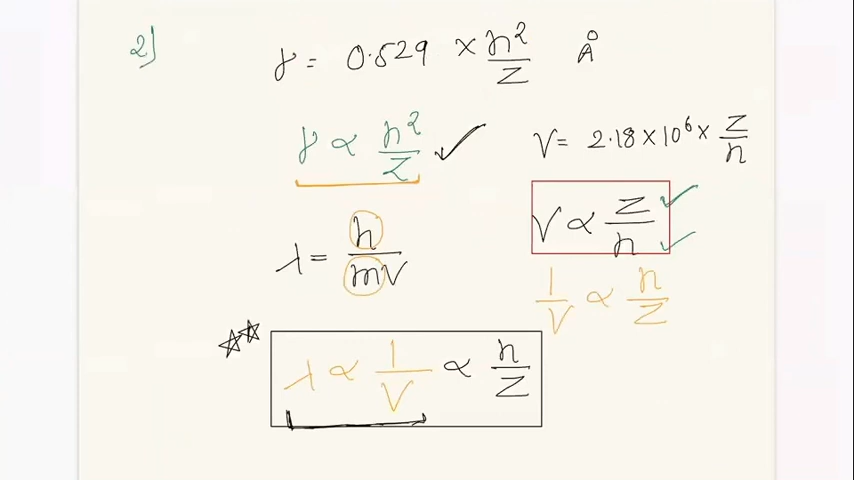 2)
r = 0.529 × n²/Z Å
r ∝ n²/Z ✓
V = 2.18×10⁶ × Z/n
V ∝ Z/n ✓ ✓
λ = h/mV
1/V ∝ n/Z
☆☆ λ ∝ 1/V ∝ n/Z